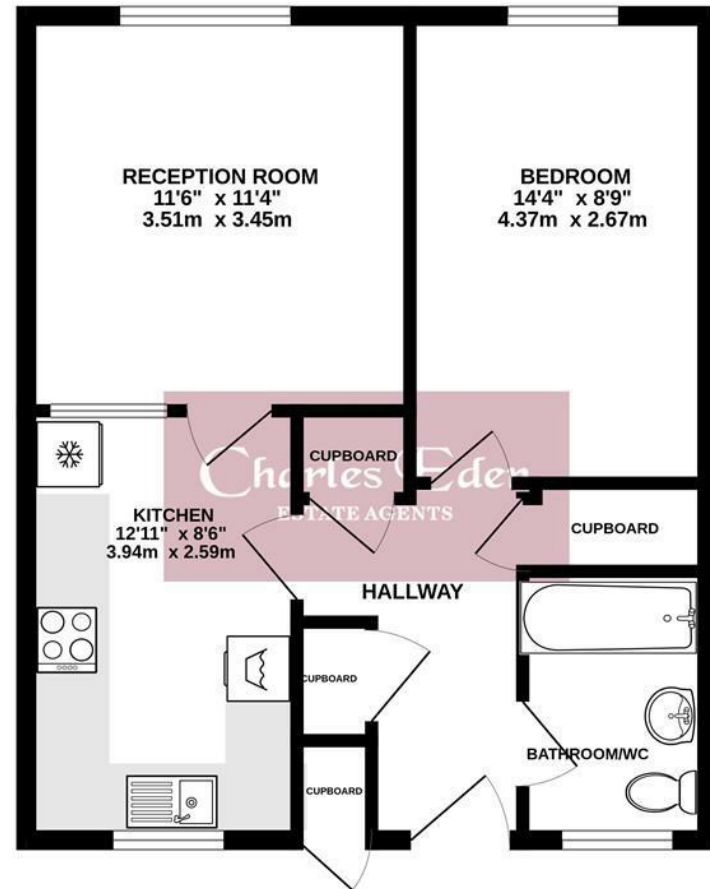 RECEPTION ROOM
11'6" x 11'4"
3.51m x 3.45m
BEDROOM
14'4" x 8'9"
4.37m x 2.67m
CUPBOARD
Charles Eder
ESTATE AGENTS
KITCHEN
12'11" x 8'6"
3.94m x 2.59m
CUPBOARD
HALLWAY
CUPBOARD
BATHROOM/WC
CUPBOARD